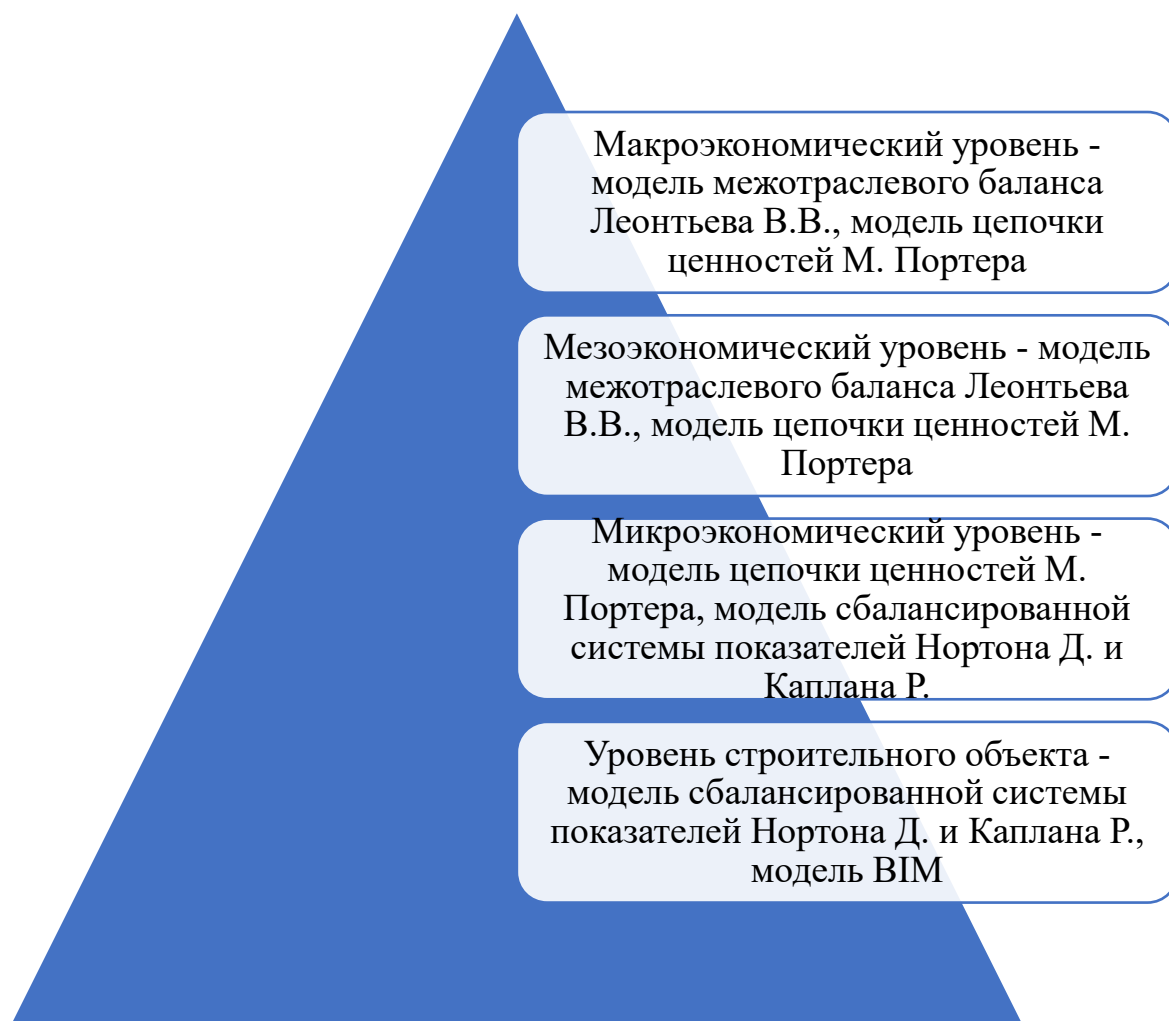 Макроэкономический уровень -
модель межотраслевого баланса
Леонтьева В.В., модель цепочки
ценностей М. Портера
Мезоэкономический уровень - модель
межотраслевого баланса Леонтьева
В.В., модель цепочки ценностей М.
Портера
Микроэкономический уровень -
модель цепочки ценностей М.
Портера, модель сбалансированной
системы показателей Нортона Д. и
Каплана Р.
Уровень строительного объекта -
модель сбалансированной системы
показателей Нортона Д. и Каплана Р.,
модель BIM